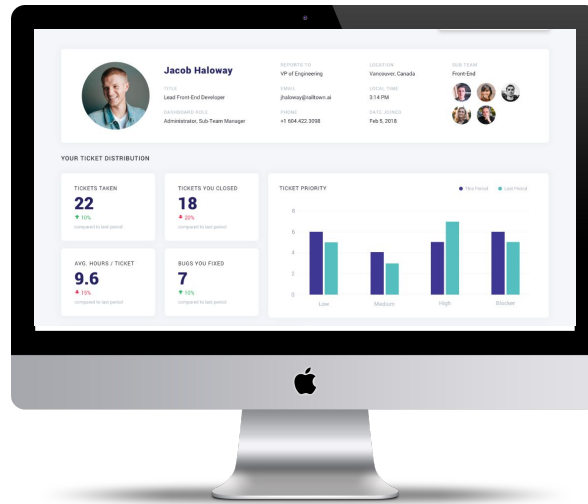 Jacob Haloway
TITLE
Lead Front-End Developer
DASHBOARD ROLE
Administrator, Sub-Team Manager
REPORTS TO
VP of Engineering
EMAIL
jhaloway@railtown.ai
PHONE
+1 604.422.3098
LOCATION
Vancouver, Canada
LOCAL TIME
3:14 PM
DATE JOINED
Feb 5, 2018
SUB TEAM
Front-End
YOUR TICKET DISTRIBUTION
TICKETS TAKEN
22
10%
compared to last period
TICKETS YOU CLOSED
18
20%
compared to last period
AVG. HOURS / TICKET
9.6
15%
compared to last period
BUGS YOU FIXED
7
10%
compared to last period
TICKET PRIORITY
This Period
Last Period
8
6
4
2
0
Low
Medium
High
Blocker